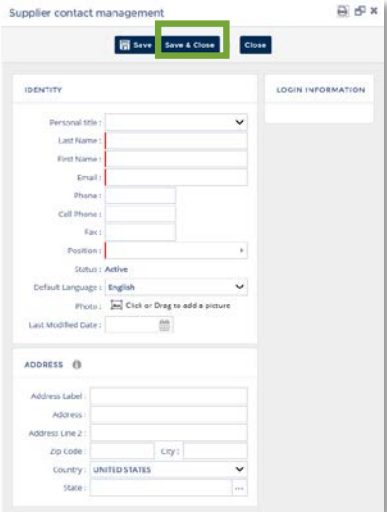 Supplier contact management
Save Save & Close Close
IDENTITY
LOGIN INFORMATION
Personal title :
Last Name :
First Name :
Email :
Phone :
Cell Phone :
Fax :
Position :
Status : Active
Default Language : English
Photo : Click or Drag to add a picture
Last Modified Date :
ADDRESS
Address Label :
Address :
Address Line 2 :
Zip Code : City :
Country : UNITED STATES
State : ...